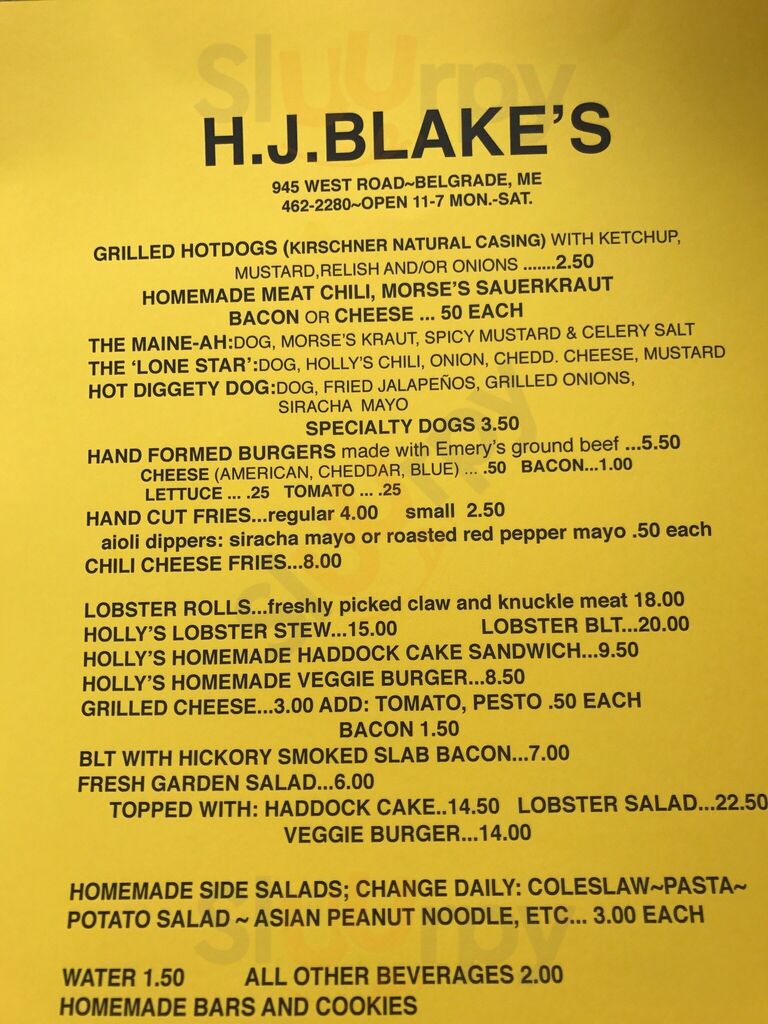 Sluurpy
H.J.BLAKE'S
945 WEST ROAD~BELGRADE, ME
462-2280~OPEN 11-7 MON.-SAT.
GRILLED HOTDOGS (KIRSCHNER NATURAL CASING) WITH KETCHUP,
MUSTARD,RELISH AND/OR ONIONS .......2.50
HOMEMADE MEAT CHILI, MORSE'S SAUERKRAUT
BACON OR CHEESE ... 50 EACH
THE MAINE-AH:DOG, MORSE'S KRAUT, SPICY MUSTARD & CELERY SALT
THE 'LONE STAR':DOG, HOLLY'S CHILI, ONION, CHEDD. CHEESE, MUSTARD
HOT DIGGETY DOG:DOG, FRIED JALAPEÑOS, GRILLED ONIONS,
SIRACHA MAYO
SPECIALTY DOGS 3.50
HAND FORMED BURGERS made with Emery's ground beef ...5.50
CHEESE (AMERICAN, CHEDDAR, BLUE) ... .50 BACON...1.00
LETTUCE ... .25 TOMATO ... .25
HAND CUT FRIES...regular 4.00 small 2.50
aioli dippers: siracha mayo or roasted red pepper mayo .50 each
CHILI CHEESE FRIES...8.00
LOBSTER ROLLS...freshly picked claw and knuckle meat 18.00
HOLLY'S LOBSTER STEW...15.00 LOBSTER BLT...20.00
HOLLY'S HOMEMADE HADDOCK CAKE SANDWICH...9.50
HOLLY'S HOMEMADE VEGGIE BURGER...8.50
GRILLED CHEESE...3.00 ADD: TOMATO, PESTO .50 EACH
BACON 1.50
BLT WITH HICKORY SMOKED SLAB BACON...7.00
FRESH GARDEN SALAD...6.00
TOPPED WITH: HADDOCK CAKE..14.50 LOBSTER SALAD...22.50
VEGGIE BURGER...14.00
HOMEMADE SIDE SALADS; CHANGE DAILY: COLESLAW~PASTA~
POTATO SALAD ~ ASIAN PEANUT NOODLE, ETC... 3.00 EACH
Sluurpy
WATER 1.50 ALL OTHER BEVERAGES 2.00
HOMEMADE BARS AND COOKIES